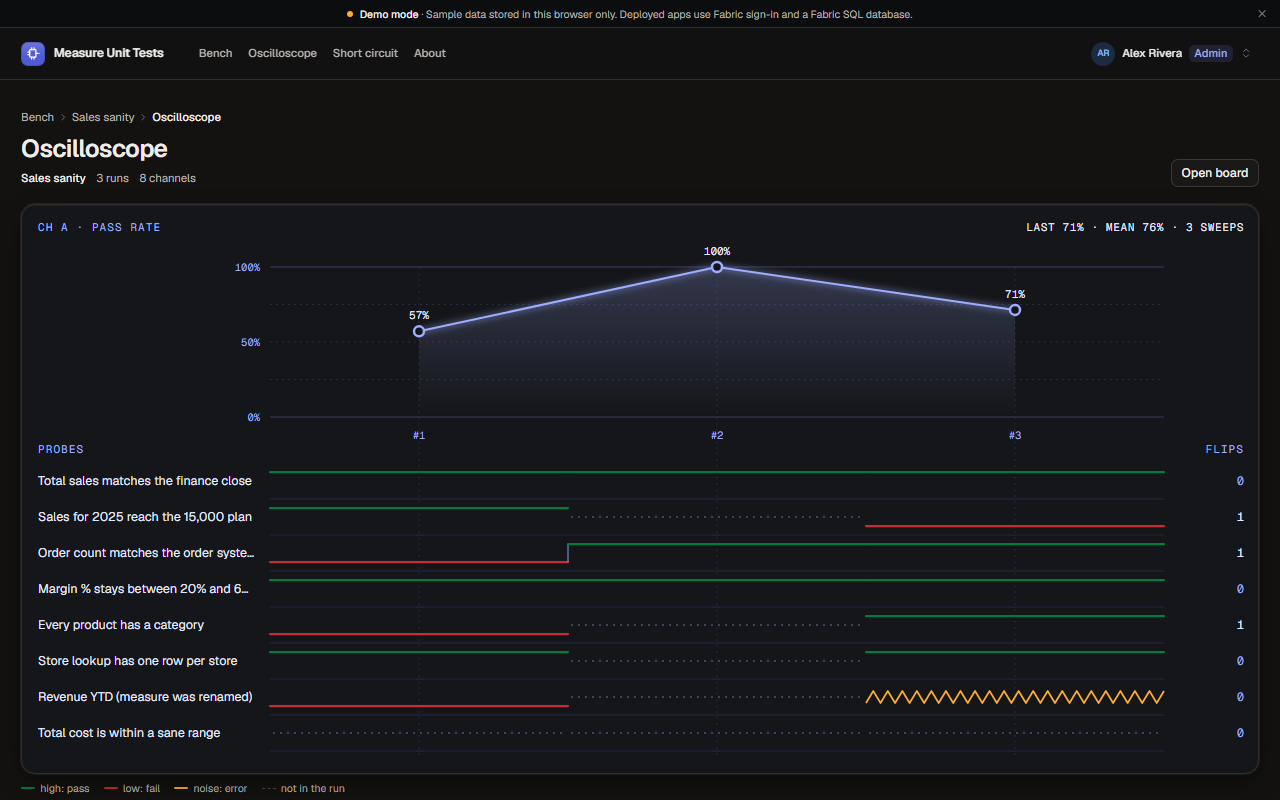 Demo mode · Sample data stored in this browser only. Deployed apps use Fabric sign-in and a Fabric SQL database.
Measure Unit Tests Bench Oscilloscope Short circuit About AR Alex Rivera Admin
Bench > Sales sanity > Oscilloscope
Oscilloscope
Sales sanity 3 runs 8 channels
Open board
CH A · PASS RATE LAST 71% · MEAN 76% · 3 SWEEPS
100%
100%
71%
57%
50%
0%
#1 #2 #3
PROBES FLIPS
Total sales matches the finance close 0
Sales for 2025 reach the 15,000 plan 1
Order count matches the order syste… 1
Margin % stays between 20% and 6… 0
Every product has a category 1
Store lookup has one row per store 0
Revenue YTD (measure was renamed) 0
Total cost is within a sane range 0
high: pass low: fail noise: error not in the run